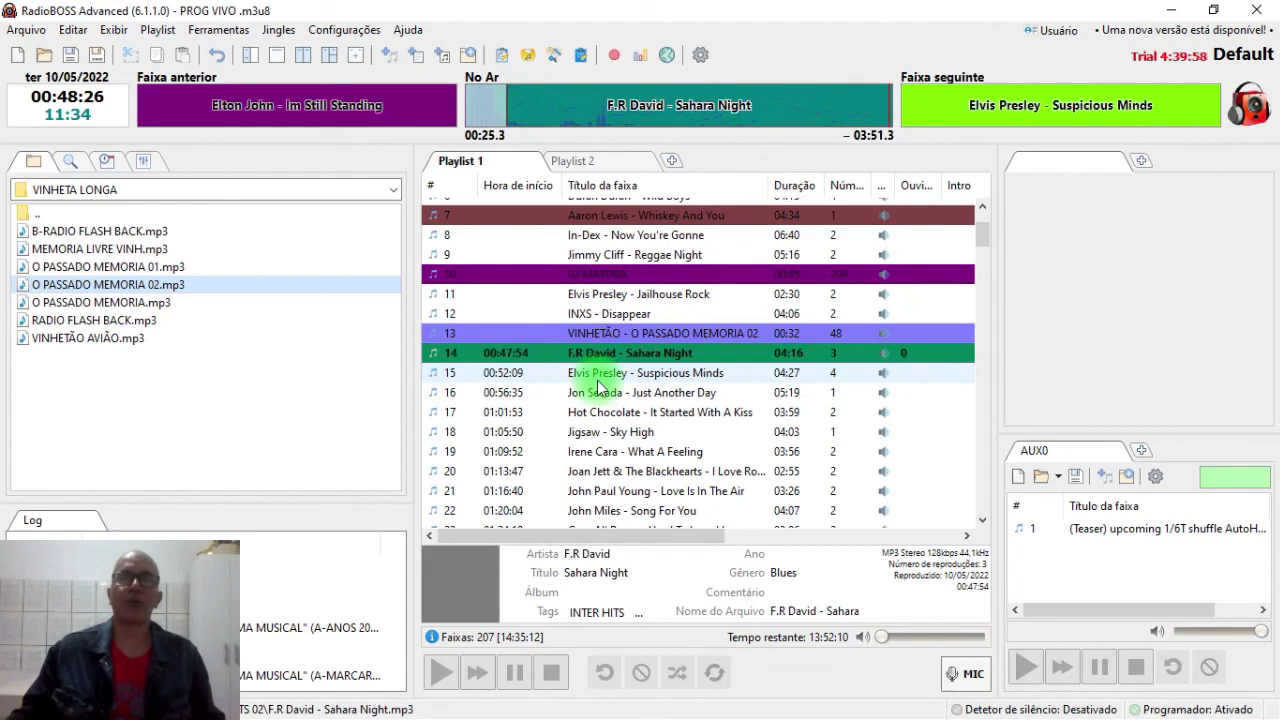 RadioBOSS Advanced (6.1.1.0) - PROG VIVO .m3u8
Arquivo Editar Exibir Playlist Ferramentas Jingles Configurações Ajuda
Usuário
• Uma nova versão está disponível!
Trial 4:39:58 Default
ter 10/05/2022
00:48:26
11:34
Faixa anterior
Elton John - Im Still Standing
No Ar
F.R David - Sahara Night
00:25.3
– 03:51.3
Faixa seguinte
Elvis Presley - Suspicious Minds
VINHETA LONGA
..
B-RADIO FLASH BACK.mp3
MEMORIA LIVRE VINH.mp3
O PASSADO MEMORIA 01.mp3
O PASSADO MEMORIA 02.mp3
O PASSADO MEMORIA.mp3
RADIO FLASH BACK.mp3
VINHETÃO AVIÃO.mp3
Log
MA MUSICAL" (A-ANOS 20...
MA MUSICAL" (A-MARCAR...
Playlist 1 Playlist 2
# Hora de início Título da faixa Duração Núm... ... Ouvi... Intro
7 Aaron Lewis - Whiskey And You 04:34 1
8 In-Dex - Now You're Gonne 06:40 2
9 Jimmy Cliff - Reggae Night 05:16 2
10
11 Elvis Presley - Jailhouse Rock 02:30 2
12 INXS - Disappear 04:06 2
13 VINHETÃO - O PASSADO MEMORIA 02 00:32 48
14 00:47:54 F.R David - Sahara Night 04:16 3 0
15 00:52:09 Elvis Presley - Suspicious Minds 04:27 4
16 00:56:35 Jon Secada - Just Another Day 05:19 1
17 01:01:53 Hot Chocolate - It Started With A Kiss 03:59 2
18 01:05:50 Jigsaw - Sky High 04:03 1
19 01:09:52 Irene Cara - What A Feeling 03:56 2
20 01:13:47 Joan Jett & The Blackhearts - I Love Ro... 02:55 2
21 01:16:40 John Paul Young - Love Is In The Air 03:26 2
22 01:20:04 John Miles - Song For You 04:07 2
Artista F.R David Ano
Título Sahara Night Gênero Blues
Álbum Comentário
Tags INTER HITS ... Nome do Arquivo F.R David - Sahara
MP3 Stereo 128kbps 44,1kHz
Número de reproduções: 3
Reproduzido: 10/05/2022
00:47:54
Faixas: 207 [14:35:12]
Tempo restante: 13:52:10
MIC
AUX0
# Título da faixa
1 (Teaser) upcoming 1/6T shuffle AutoH...
TS 02\F.R David - Sahara Night.mp3
Detetor de silêncio: Desativado
Programador: Ativado